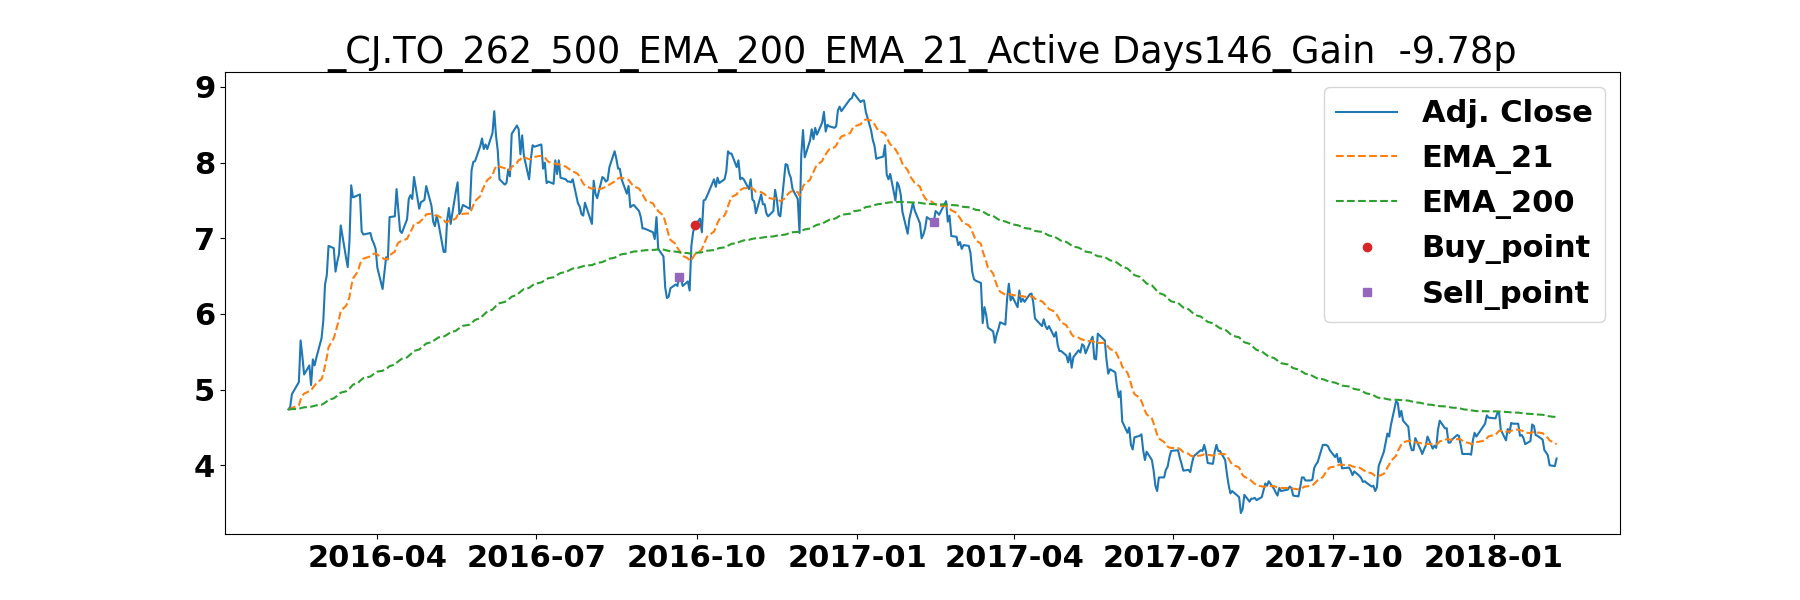 _CJ.TO_262_500_EMA_200_EMA_21_Active Days146_Gain  -9.78p
9
8
7
6
5
4
Adj. Close
EMA_21
EMA_200
Buy_point
Sell_point
2016-04 2016-07 2016-10 2017-01 2017-04 2017-07 2017-10 2018-01